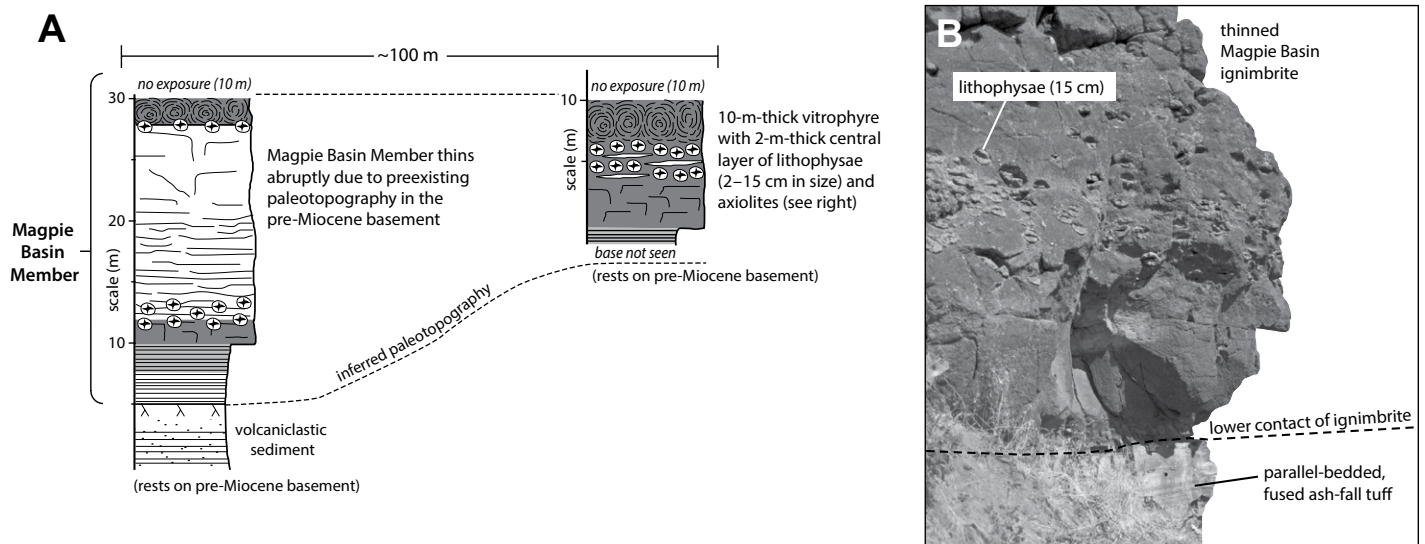 A
~100 m
no exposure (10 m)
30
20
10
scale (m)
Magpie
Basin
Member
Magpie Basin Member thins
abruptly due to preexisting
paleotopography in the
pre-Miocene basement
volcaniclastic
sediment
(rests on pre-Miocene basement)
inferred paleotopography
no exposure (10 m)
10
scale (m)
10-m-thick vitrophyre
with 2-m-thick central
layer of lithophysae
(2–15 cm in size) and
axiolites (see right)
base not seen
(rests on pre-Miocene basement)
B
thinned
Magpie Basin
ignimbrite
lithophysae (15 cm)
lower contact of ignimbrite
parallel-bedded,
fused ash-fall tuff